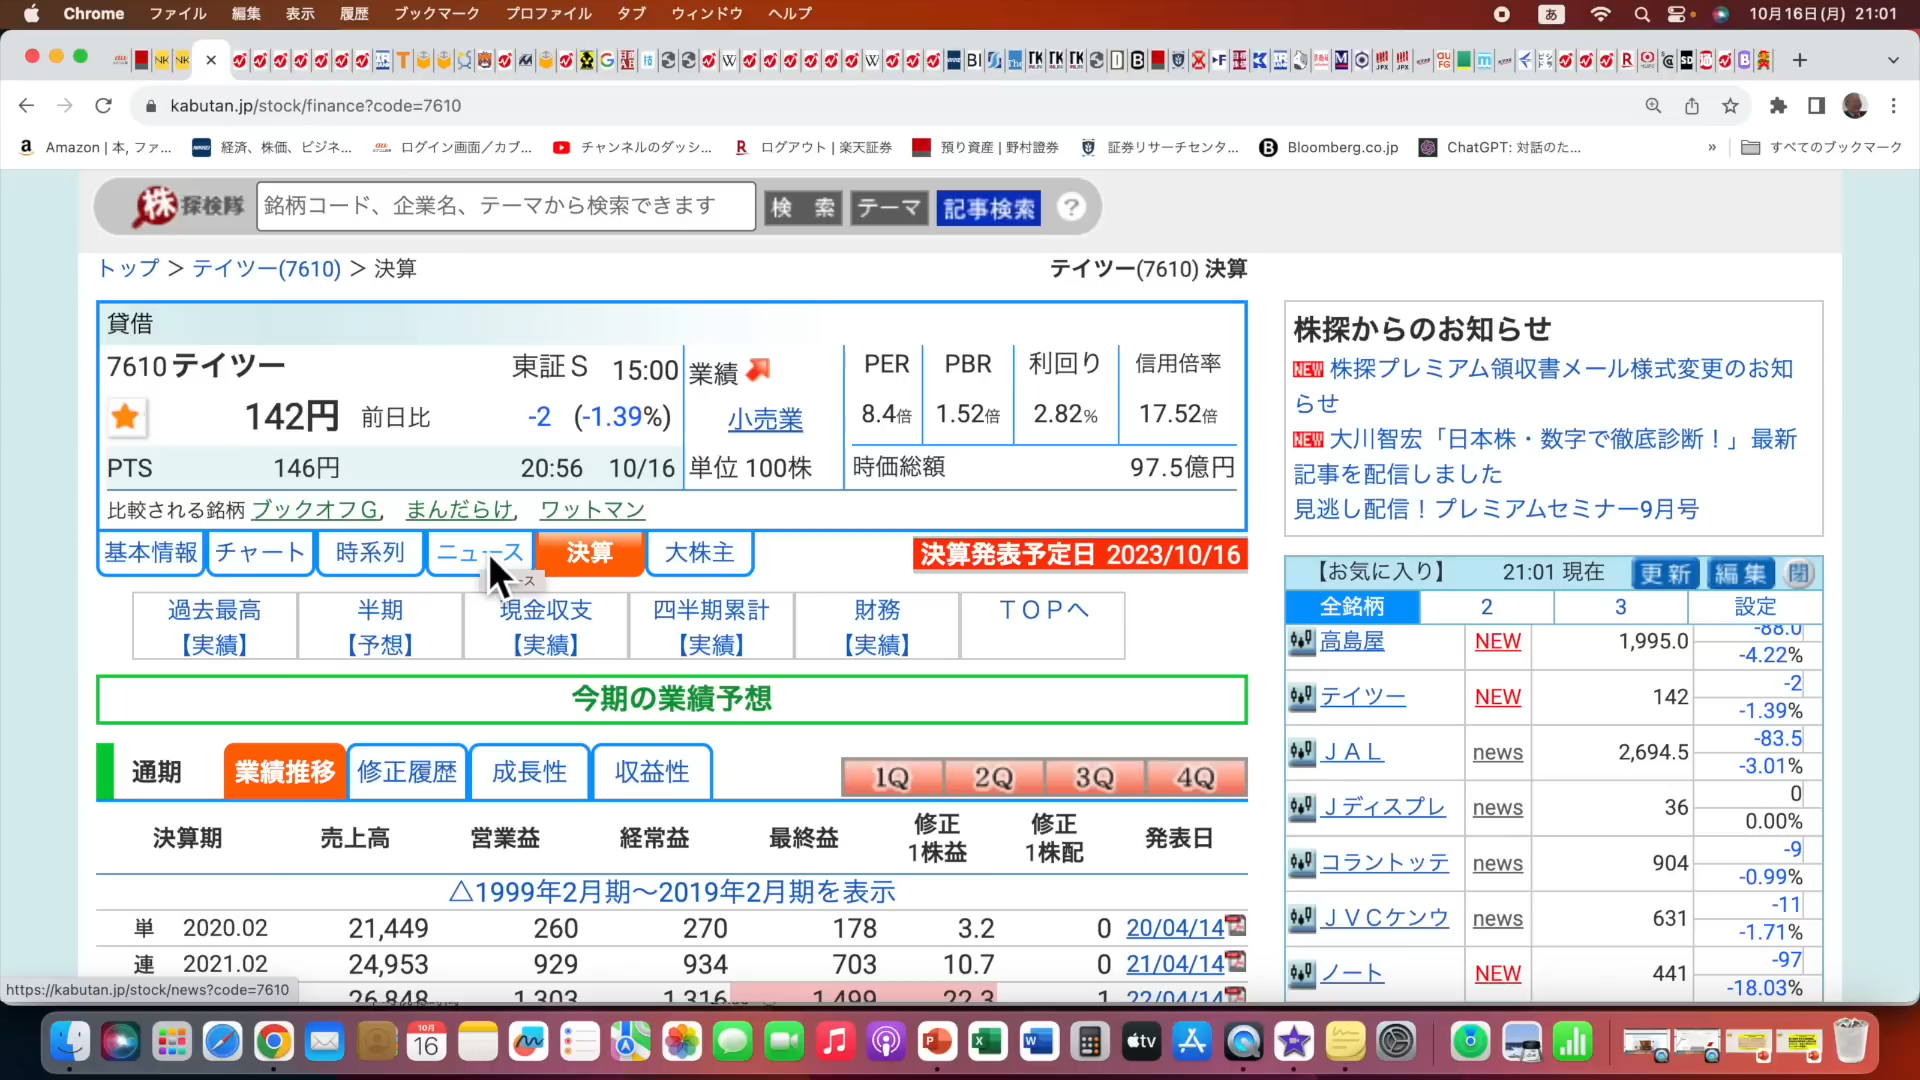 Chrome ファイル 編集 表示 履歴 ブックマーク プロファイル タブ ウィンドウ ヘルプ あ 10月16日(月) 21:01
kabutan.jp/stock/finance?code=7610
Amazon | 本, ファ... 経済、株価、ビジネ... ログイン画面／カブ... チャンネルのダッシ... ログアウト | 楽天証券 預り資産 | 野村證券 証券リサーチセンタ... Bloomberg.co.jp ChatGPT: 対話のた... » すべてのブックマーク
株探検隊 銘柄コード、企業名、テーマから検索できます 検 索 テーマ 記事検索 ?
トップ > テイツー(7610) > 決算 テイツー(7610) 決算
貸借
7610 テイツー 東証Ｓ 15:00 業績 PER PBR 利回り 信用倍率
142円 前日比 -2 (-1.39%) 小売業 8.4倍 1.52倍 2.82% 17.52倍
PTS 146円 20:56 10/16 単位 100株 時価総額 97.5億円
比較される銘柄 ブックオフＧ, まんだらけ, ワットマン
基本情報 チャート 時系列 ニュース 決算 大株主 決算発表予定日 2023/10/16
過去最高 半期 現金収支 四半期累計 財務 ＴＯＰへ
【実績】 【予想】 【実績】 【実績】 【実績】
今期の業績予想
通期 業績推移 修正履歴 成長性 収益性 1Q 2Q 3Q 4Q
決算期 売上高 営業益 経常益 最終益 修正1株益 修正1株配 発表日
△1999年2月期～2019年2月期を表示
単 2020.02 21,449 260 270 178 3.2 0 20/04/14
連 2021.02 24,953 929 934 703 10.7 0 21/04/14
26,848 1,303 1,316 1,499 22.3 1 22/04/14
https://kabutan.jp/stock/news?code=7610
株探からのお知らせ
NEW 株探プレミアム領収書メール様式変更のお知
らせ
NEW 大川智宏「日本株・数字で徹底診断！」最新
記事を配信しました
見逃し配信！プレミアムセミナー9月号
【お気に入り】 21:01 現在 更新 編集 閉
全銘柄 2 3 設定
高島屋 NEW 1,995.0 -88.0 -4.22%
テイツー NEW 142 -2 -1.39%
ＪＡＬ news 2,694.5 -83.5 -3.01%
Ｊディスプレ news 36 0 0.00%
コラントッテ news 904 -9 -0.99%
ＪＶＣケンウ news 631 -11 -1.71%
ノート NEW 441 -97 -18.03%
10月
16
tv